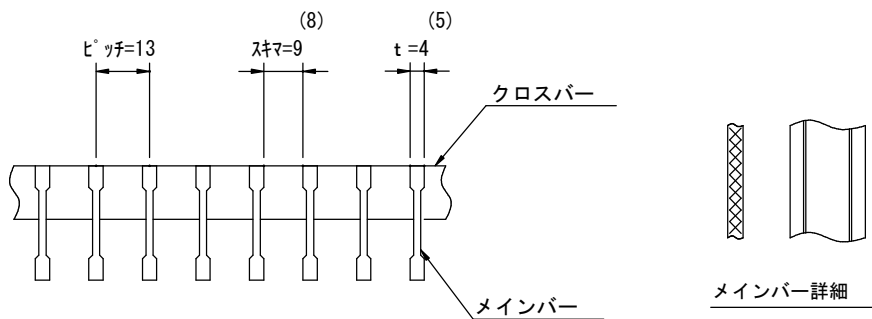 (8)
(5)
ﾋﾟｯﾁ=13
ｽｷﾏ=9
t =4
クロスバー
メインバー
メインバー詳細